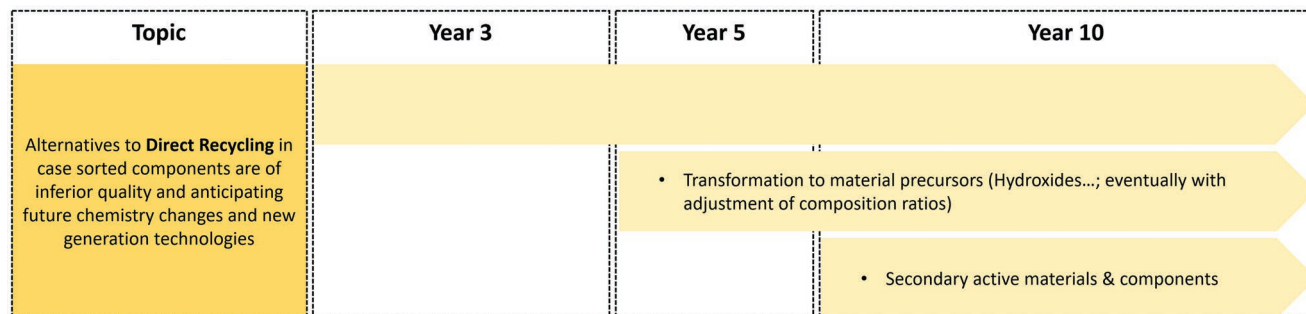 Topic
Year 3
Year 5
Year 10
Alternatives to Direct Recycling in
case sorted components are of
inferior quality and anticipating
future chemistry changes and new
generation technologies
• Transformation to material precursors (Hydroxides...; eventually with
adjustment of composition ratios)
• Secondary active materials & components